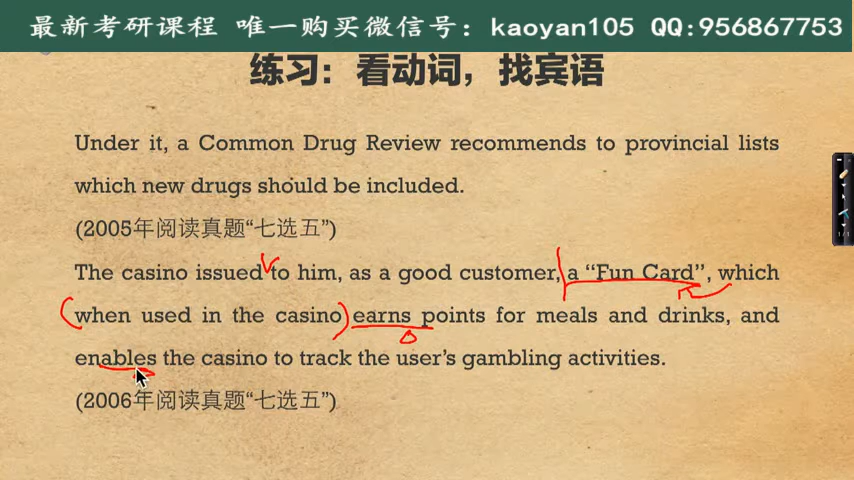 最新考研课程 唯一购买微信号：kaoyan105 QQ:956867753
练习：看动词，找宾语
Under it, a Common Drug Review recommends to provincial lists
which new drugs should be included.
(2005年阅读真题“七选五”)
The casino issued to him, as a good customer, a “Fun Card”, which
when used in the casino earns points for meals and drinks, and
enables the casino to track the user’s gambling activities.
(2006年阅读真题“七选五”)